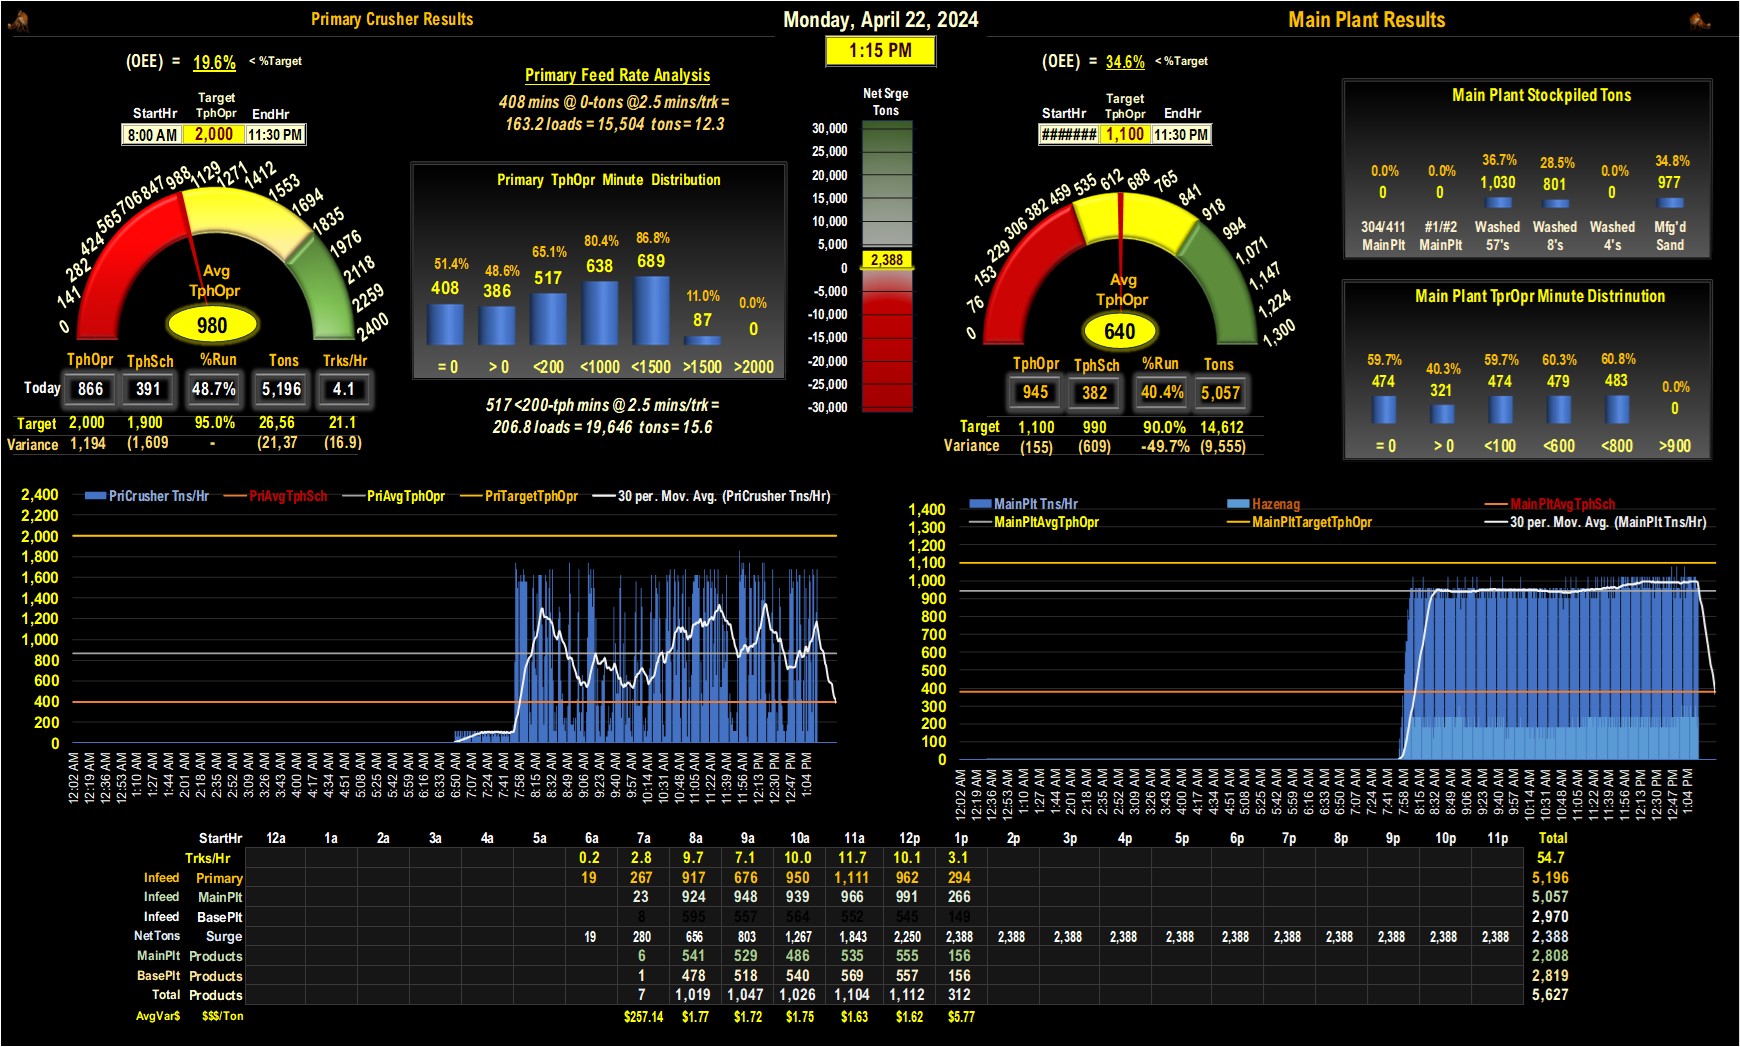 Primary Crusher Results
Monday, April 22, 2024
Main Plant Results
1:15 PM
(OEE) = 19.6% < %Target
Target
StartHr TphOpr EndHr
8:00 AM 2,000 11:30 PM
0 141 282 424 565 706 847 988 1129 1271 1412 1553 1694 1835 1976 2118 2259 2400
Avg
TphOpr
980
TphOpr TphSch %Run Tons Trks/Hr
Today 866 391 48.7% 5,196 4.1
Target 2,000 1,900 95.0% 26,56 21.1
Variance 1,194 (1,609 - (21,37 (16.9)
Primary Feed Rate Analysis
408 mins @ 0-tons @2.5 mins/trk =
163.2 loads = 15,504 tons = 12.3
Primary TphOpr Minute Distribution
51.4% 48.6% 65.1% 80.4% 86.8% 11.0% 0.0%
408 386 517 638 689 87 0
= 0 > 0 <200 <1000 <1500 >1500 >2000
517 <200-tph mins @ 2.5 mins/trk =
206.8 loads = 19,646 tons = 15.6
Net Srge
Tons
30,000
25,000
20,000
15,000
10,000
5,000
2,388
0
-5,000
-10,000
-15,000
-20,000
-25,000
-30,000
(OEE) = 34.6% < %Target
Target
StartHr TphOpr EndHr
####### 1,100 11:30 PM
0 76 153 229 306 382 459 535 612 688 765 841 918 994 1,071 1,147 1,224 1,300
Avg
TphOpr
640
TphOpr TphSch %Run Tons
945 382 40.4% 5,057
Target 1,100 990 90.0% 14,612
Variance (155) (609) -49.7% (9,555)
Main Plant Stockpiled Tons
0.0% 0.0% 36.7% 28.5% 0.0% 34.8%
0 0 1,030 801 0 977
304/411 #1/#2 Washed Washed Washed Mfg'd
MainPlt MainPlt 57's 8's 4's Sand
Main Plant TprOpr Minute Distrinution
59.7% 40.3% 59.7% 60.3% 60.8% 0.0%
474 321 474 479 483 0
= 0 > 0 <100 <600 <800 >900
PriCrusher Tns/Hr PriAvgTphSch PriAvgTphOpr PriTargetTphOpr 30 per. Mov. Avg. (PriCrusher Tns/Hr)
2,400
2,200
2,000
1,800
1,600
1,400
1,200
1,000
800
600
400
200
0
12:02 AM 12:19 AM 12:36 AM 12:53 AM 1:10 AM 1:27 AM 1:44 AM 2:01 AM 2:18 AM 2:35 AM 2:52 AM 3:09 AM 3:26 AM 3:43 AM 4:00 AM 4:17 AM 4:34 AM 4:51 AM 5:08 AM 5:25 AM 5:42 AM 5:59 AM 6:16 AM 6:33 AM 6:50 AM 7:07 AM 7:24 AM 7:41 AM 7:58 AM 8:15 AM 8:32 AM 8:49 AM 9:06 AM 9:23 AM 9:40 AM 9:57 AM 10:14 AM 10:31 AM 10:48 AM 11:05 AM 11:22 AM 11:39 AM 11:56 AM 12:13 PM 12:30 PM 12:47 PM 1:04 PM
MainPlt Tns/Hr Hazenag MainPltAvgTphSch
MainPltAvgTphOpr MainPltTargetTphOpr 30 per. Mov. Avg. (MainPlt Tns/Hr)
1,400
1,300
1,200
1,100
1,000
900
800
700
600
500
400
300
200
100
0
12:02 AM 12:19 AM 12:36 AM 12:53 AM 1:10 AM 1:27 AM 1:44 AM 2:01 AM 2:18 AM 2:35 AM 2:52 AM 3:09 AM 3:26 AM 3:43 AM 4:00 AM 4:17 AM 4:34 AM 4:51 AM 5:08 AM 5:25 AM 5:42 AM 5:59 AM 6:16 AM 6:33 AM 6:50 AM 7:07 AM 7:24 AM 7:41 AM 7:58 AM 8:15 AM 8:32 AM 8:49 AM 9:06 AM 9:23 AM 9:40 AM 9:57 AM 10:14 AM 10:31 AM 10:48 AM 11:05 AM 11:22 AM 11:39 AM 11:56 AM 12:13 PM 12:30 PM 12:47 PM 1:04 PM
StartHr 12a 1a 2a 3a 4a 5a 6a 7a 8a 9a 10a 11a 12p 1p 2p 3p 4p 5p 6p 7p 8p 9p 10p 11p Total
Trks/Hr 0.2 2.8 9.7 7.1 10.0 11.7 10.1 3.1 54.7
Infeed Primary 19 267 917 676 950 1,111 962 294 5,196
Infeed MainPlt 23 924 948 939 966 991 266 5,057
Infeed BasePlt 8 595 557 564 552 545 149 2,970
NetTons Surge 19 280 656 803 1,267 1,843 2,250 2,388 2,388 2,388 2,388 2,388 2,388 2,388 2,388 2,388 2,388 2,388 2,388
MainPlt Products 6 541 529 486 535 555 156 2,808
BasePlt Products 1 478 518 540 569 557 156 2,819
Total Products 7 1,019 1,047 1,026 1,104 1,112 312 5,627
AvgVar$ $$$/Ton $257.14 $1.77 $1.72 $1.75 $1.63 $1.62 $5.77